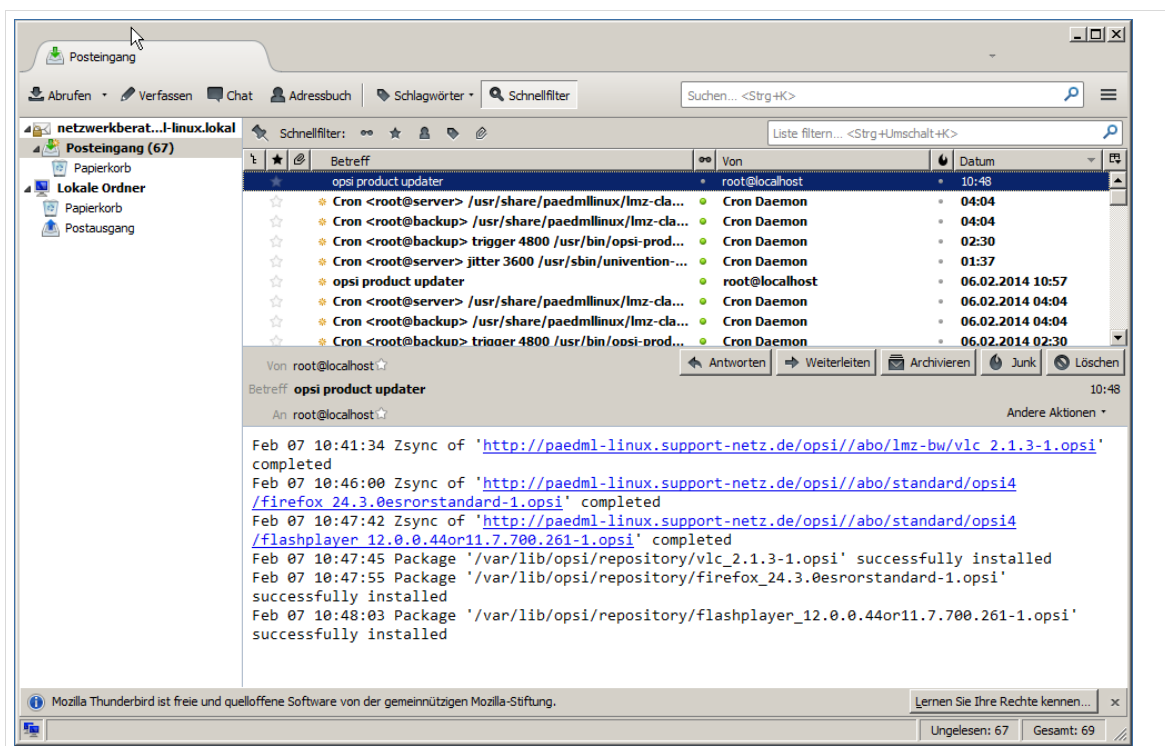 Posteingang
Abrufen Verfassen Chat Adressbuch Schlagwörter Schnellfilter Suchen... <Strg+K>
netzwerkberat...l-linux.lokal
Posteingang (67)
Papierkorb
Lokale Ordner
Papierkorb
Postausgang
Schnellfilter: Liste filtern... <Strg+Umschalt+K>
Betreff Von Datum
opsi product updater root@localhost 10:48
Cron <root@server> /usr/share/paedmllinux/lmz-cla... Cron Daemon 04:04
Cron <root@backup> /usr/share/paedmllinux/lmz-cla... Cron Daemon 04:04
Cron <root@backup> trigger 4800 /usr/bin/opsi-prod... Cron Daemon 02:30
Cron <root@server> jitter 3600 /usr/sbin/univention-... Cron Daemon 01:37
opsi product updater root@localhost 06.02.2014 10:57
Cron <root@server> /usr/share/paedmllinux/lmz-cla... Cron Daemon 06.02.2014 04:04
Cron <root@backup> /usr/share/paedmllinux/lmz-cla... Cron Daemon 06.02.2014 04:04
Cron <root@backup> trigger 4800 /usr/bin/opsi-prod... Cron Daemon 06.02.2014 02:30
Von root@localhost Antworten Weiterleiten Archivieren Junk Löschen
Betreff opsi product updater 10:48
An root@localhost Andere Aktionen
Feb 07 10:41:34 Zsync of 'http://paedml-linux.support-netz.de/opsi//abo/lmz-bw/vlc_2.1.3-1.opsi'
completed
Feb 07 10:46:00 Zsync of 'http://paedml-linux.support-netz.de/opsi//abo/standard/opsi4
/firefox_24.3.0esrorstandard-1.opsi' completed
Feb 07 10:47:42 Zsync of 'http://paedml-linux.support-netz.de/opsi//abo/standard/opsi4
/flashplayer_12.0.0.44or11.7.700.261-1.opsi' completed
Feb 07 10:47:45 Package '/var/lib/opsi/repository/vlc_2.1.3-1.opsi' successfully installed
Feb 07 10:47:55 Package '/var/lib/opsi/repository/firefox_24.3.0esrorstandard-1.opsi'
successfully installed
Feb 07 10:48:03 Package '/var/lib/opsi/repository/flashplayer_12.0.0.44or11.7.700.261-1.opsi'
successfully installed
Mozilla Thunderbird ist freie und quelloffene Software von der gemeinnützigen Mozilla-Stiftung. Lernen Sie Ihre Rechte kennen...
Ungelesen: 67 Gesamt: 69